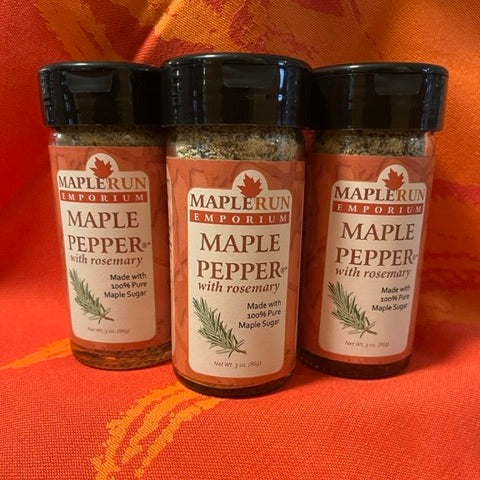 MAPLERUN
EMPORIUM
MAPLE
PEPPER®
with rosemary
Made with
100% Pure
Maple Sugar
Net Wt. 3 oz. (86g)
MAPLERUN
EMPORIUM
MAPLE
PEPPER®
with rosemary
Made with
100% Pure
Maple Sugar
Net Wt. 3 oz. (86g)
MAPLERUN
EMPORIUM
MAPLE
PEPPER®
with rosemary
Made with
100% Pure
Maple Sugar
Net Wt. 3 oz. (86g)